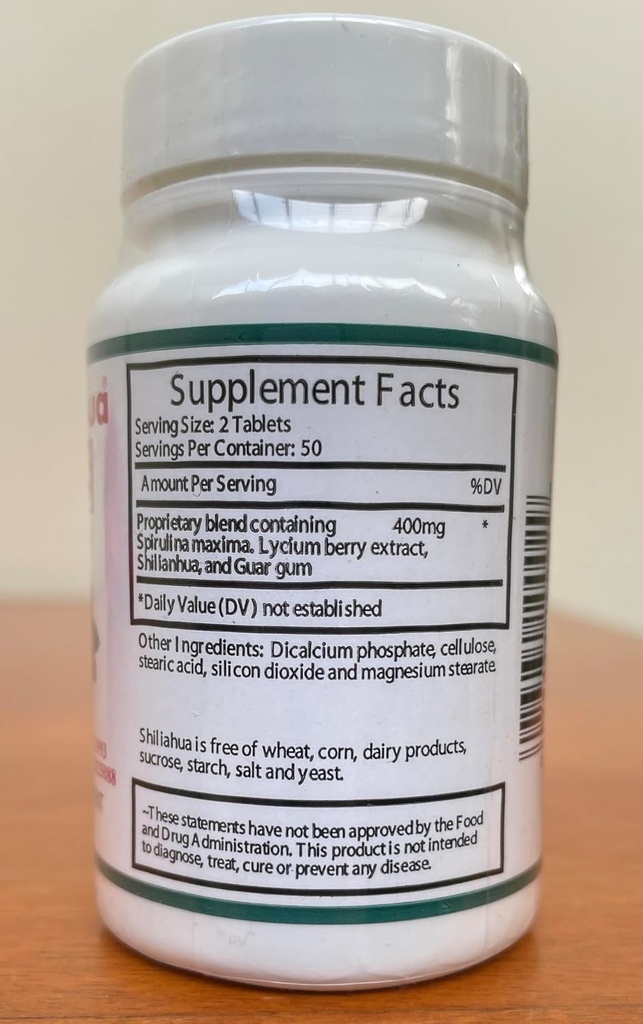 Supplement Facts
Serving Size: 2 Tablets
Servings Per Container: 50
Amount Per Serving %DV
Proprietary blend containing 400mg *
Spirulina maxima. Lycium berry extract,
Shilianhua, and Guar gum
*Daily Value (DV) not established
Other Ingredients: Dicalcium phosphate, cellulose,
stearic acid, silicon dioxide and magnesium stearate.
Shiliahua is free of wheat, corn, dairy products,
sucrose, starch, salt and yeast.
~These statements have not been approved by the Food
and Drug Administration. This product is not intended
to diagnose, treat, cure or prevent any disease.